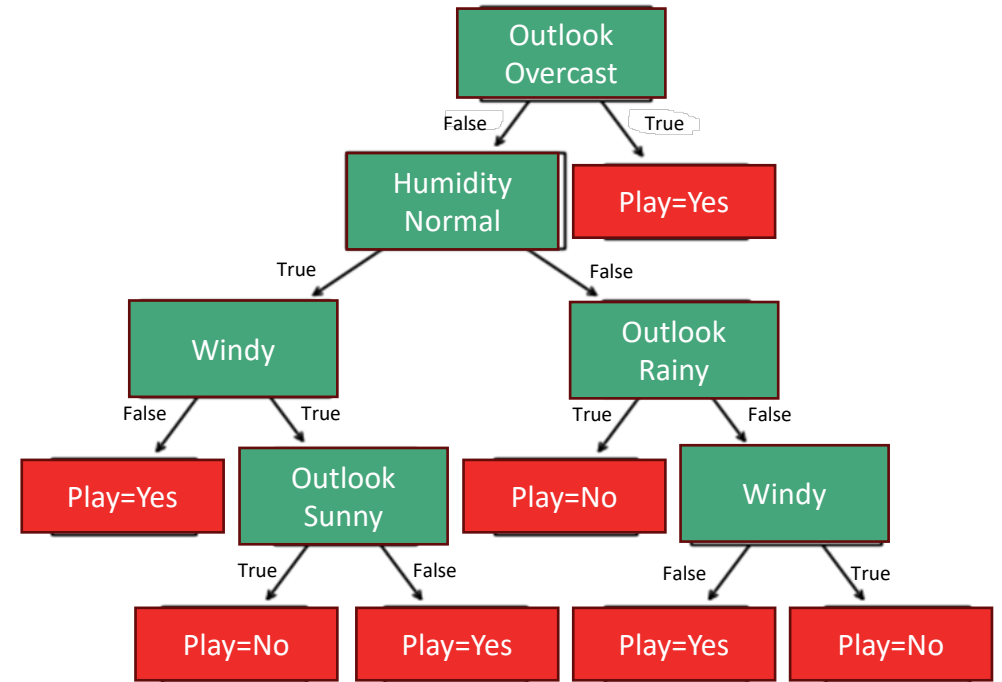 Outlook
Overcast
False
True
Humidity
Normal
Play=Yes
True
False
Windy
Outlook
Rainy
False
True
True
False
Play=Yes
Outlook
Sunny
Play=No
Windy
True
False
False
True
Play=No
Play=Yes
Play=Yes
Play=No